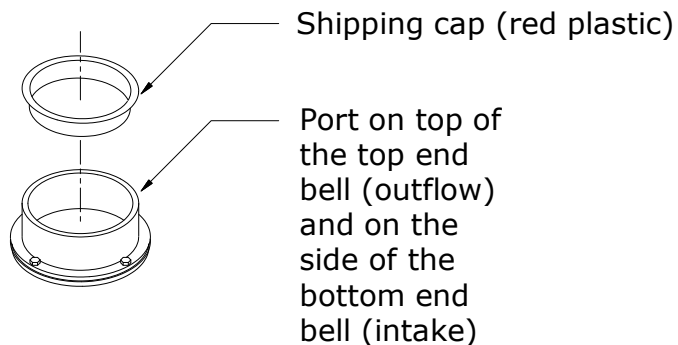 Shipping cap (red plastic)
Port on top of
the top end
bell (outflow)
and on the
side of the
bottom end
bell (intake)